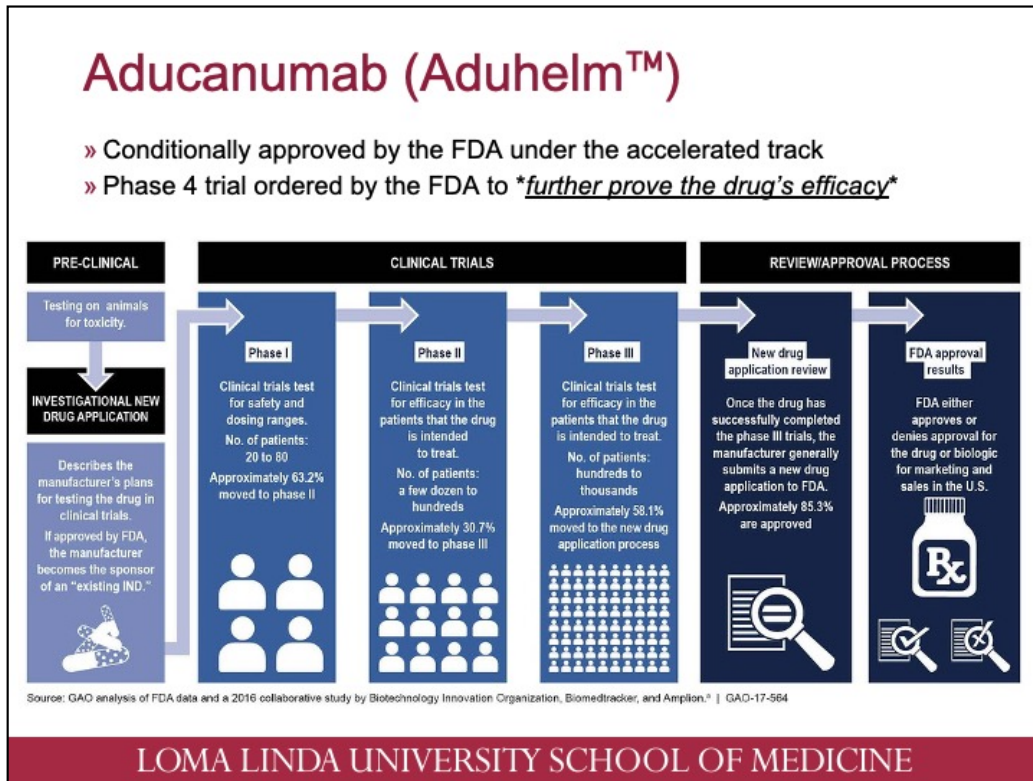 Aducanumab (Aduhelm™)
» Conditionally approved by the FDA under the accelerated track
» Phase 4 trial ordered by the FDA to *further prove the drug's efficacy*
PRE-CLINICAL
Testing on animals
for toxicity.
INVESTIGATIONAL NEW
DRUG APPLICATION
Describes the
manufacturer's plans
for testing the drug in
clinical trials.
If approved by FDA,
the manufacturer
becomes the sponsor
of an "existing IND."
CLINICAL TRIALS
Phase I
Clinical trials test
for safety and
dosing ranges.
No. of patients:
20 to 80
Approximately 63.2%
moved to phase II
Phase II
Clinical trials test
for efficacy in the
patients that the drug
is intended
to treat.
No. of patients:
a few dozen to
hundreds
Approximately 30.7%
moved to phase III
Phase III
Clinical trials test
for efficacy in the
patients that the drug
is intended to treat.
No. of patients:
hundreds to
thousands
Approximately 58.1%
moved to the new drug
application process
REVIEW/APPROVAL PROCESS
New drug
application review
Once the drug has
successfully completed
the phase III trials, the
manufacturer generally
submits a new drug
application to FDA.
Approximately 85.3%
are approved
FDA approval
results
FDA either
approves or
denies approval for
the drug or biologic
for marketing and
sales in the U.S.
Rx
Source: GAO analysis of FDA data and a 2016 collaborative study by Biotechnology Innovation Organization, Biomedtracker, and Amplion.ª | GAO-17-564
LOMA LINDA UNIVERSITY SCHOOL OF MEDICINE